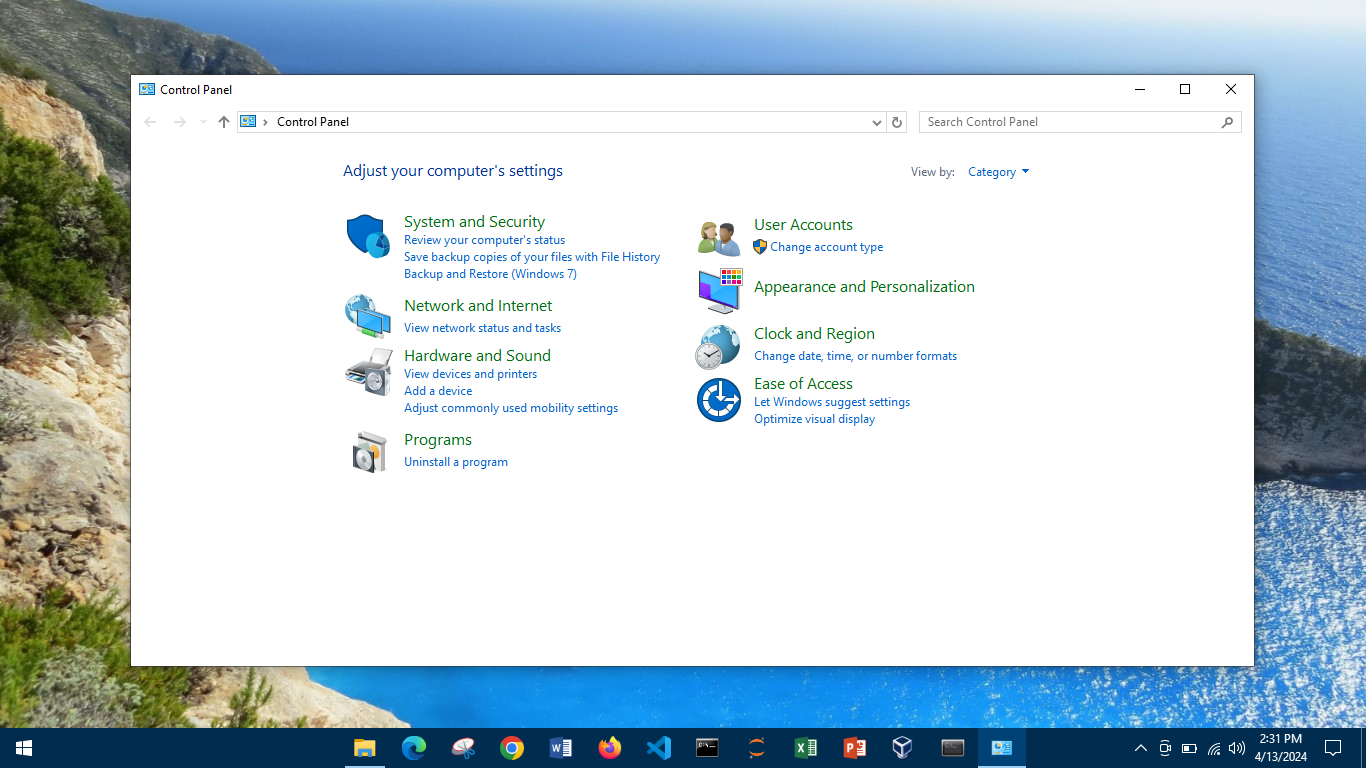 Control Panel
Control Panel
Search Control Panel
Adjust your computer's settings
View by: Category
System and Security
Review your computer's status
Save backup copies of your files with File History
Backup and Restore (Windows 7)
Network and Internet
View network status and tasks
Hardware and Sound
View devices and printers
Add a device
Adjust commonly used mobility settings
Programs
Uninstall a program
User Accounts
Change account type
Appearance and Personalization
Clock and Region
Change date, time, or number formats
Ease of Access
Let Windows suggest settings
Optimize visual display
2:31 PM
4/13/2024